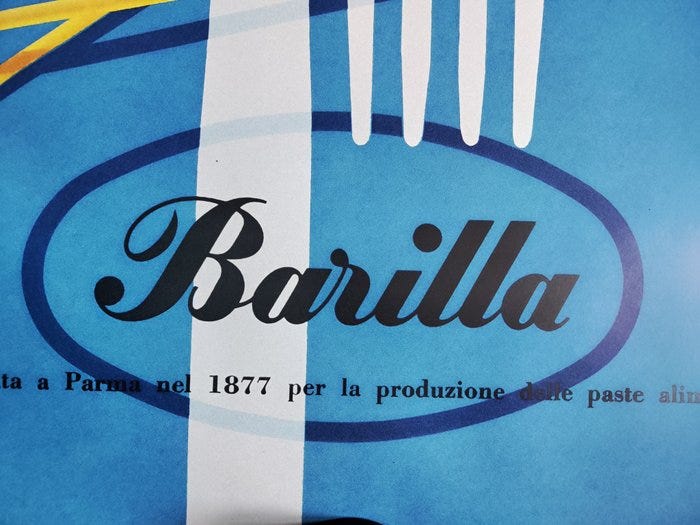 Barilla
ta a Parma nel 1877 per la produzione delle paste alim